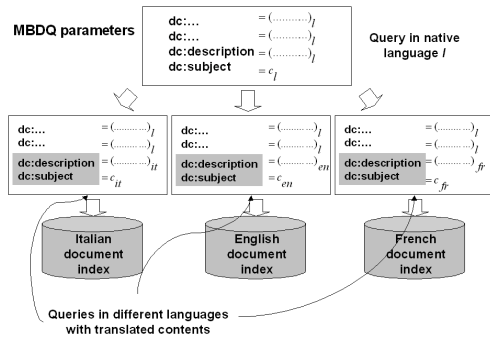 MBDQ parameters
dc:... = (..........)l
dc:... = (..........)l
dc:description = (..........)l
dc:subject = cl
Query in native
language l
dc:... = (..........)l
dc:... = (..........)l
dc:description = (..........)it
dc:subject = cit
dc:... = (..........)l
dc:... = (..........)l
dc:description = (..........)en
dc:subject = cen
dc:... = (..........)l
dc:... = (..........)l
dc:description = (..........)fr
dc:subject = cfr
Italian
document
index
English
document
index
French
document
index
Queries in different languages
with translated contents